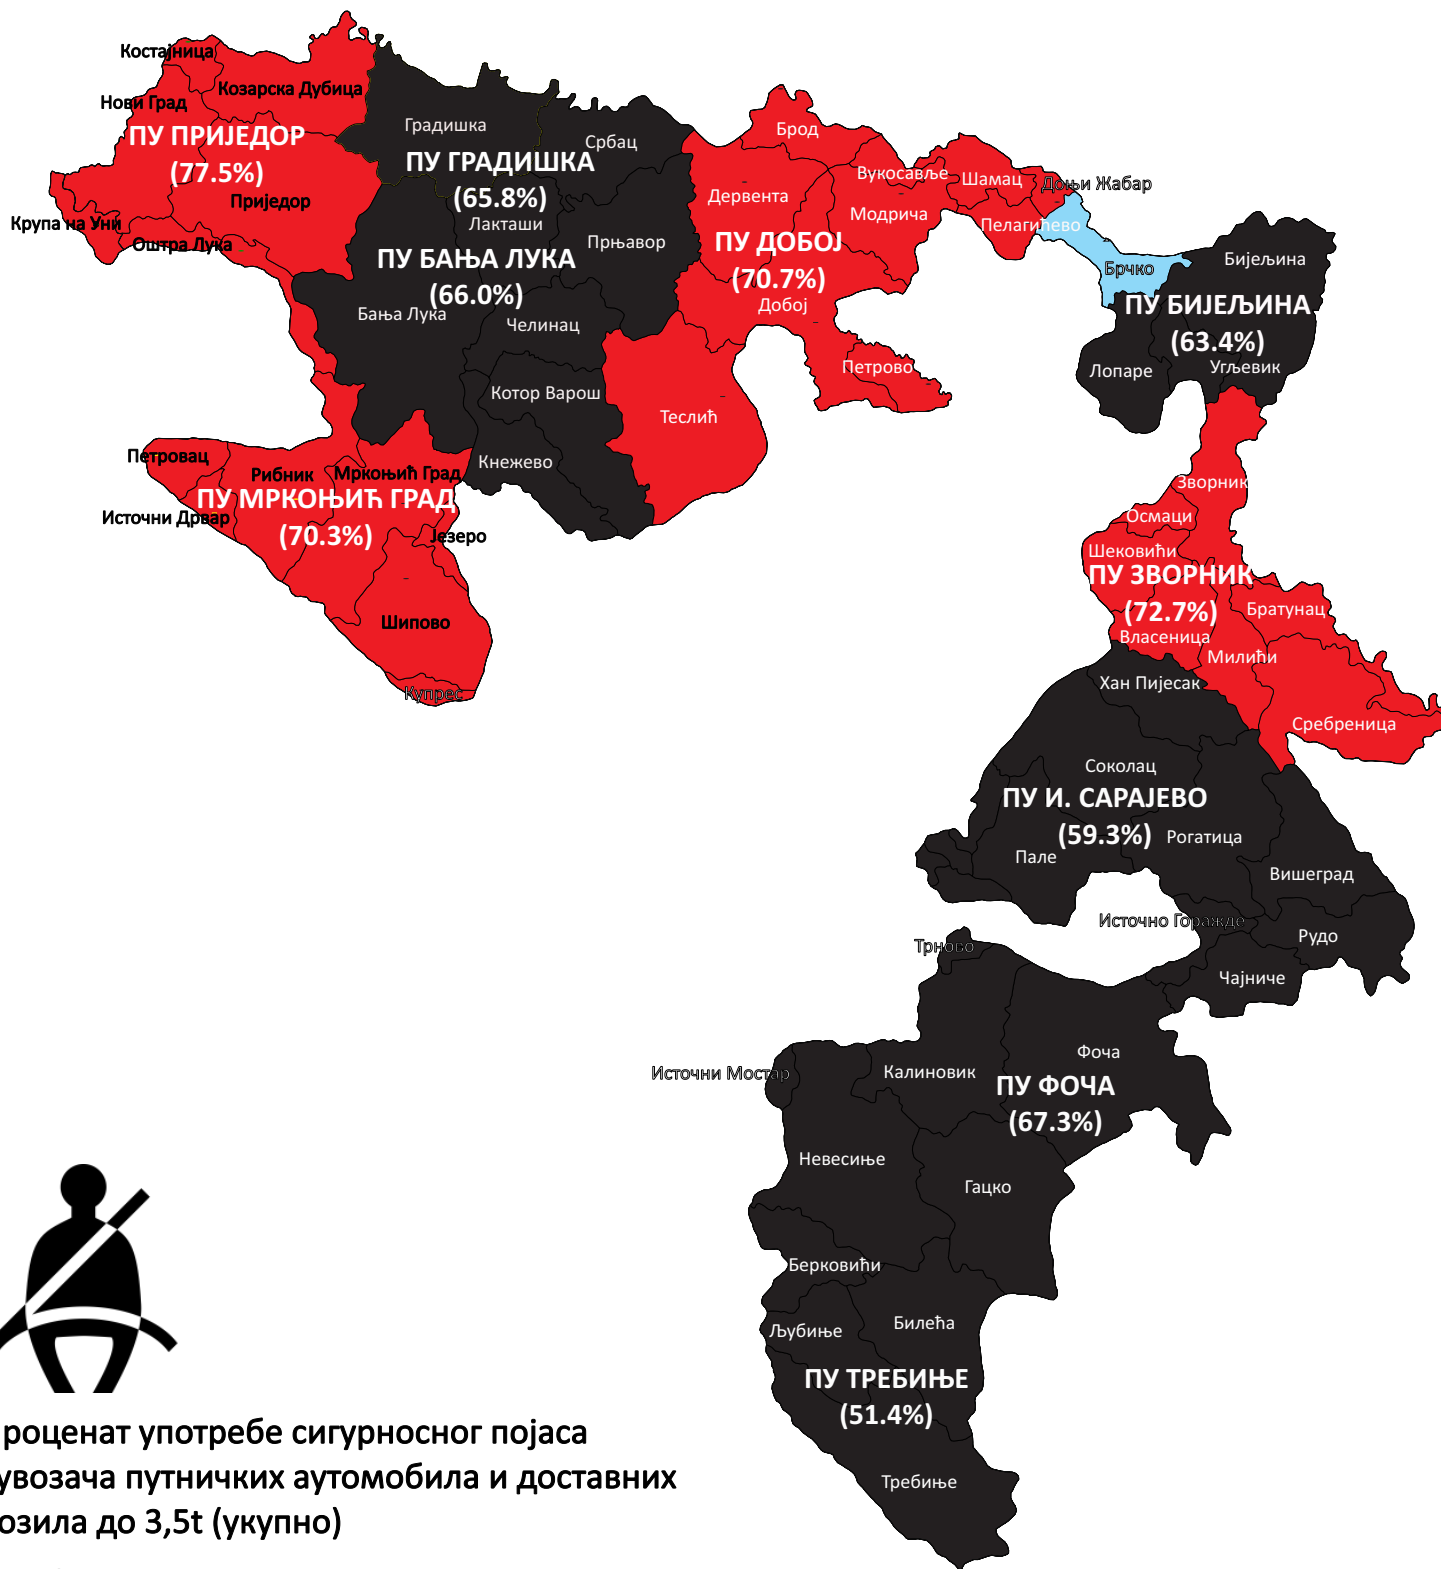 Костајница
Козарска Дубица
Нови Град
ПУ ПРИЈЕДОР
(77.5%)
Приједор
Крупа на Уни
Оштра Лука
Градишка
Србац
ПУ ГРАДИШКА
(65.8%)
Лакташи
Прњавор
ПУ БАЊА ЛУКА
(66.0%)
Бања Лука
Челинац
Котор Варош
Кнежево
Брод
Вукосавље
Шамац
Доњи Жабар
Дервента
Модрича
Пелагићево
ПУ ДОБОЈ
(70.7%)
Добој
Петрово
Теслић
Брчко
Бијељина
ПУ БИЈЕЉИНА
(63.4%)
Лопаре
Угљевик
Петровац
Рибник
Мркоњић Град
ПУ МРКОЊИЋ ГРАД
(70.3%)
Источни Дрвар
Језеро
Шипово
Купрес
Зворник
Осмаци
Шековићи
ПУ ЗВОРНИК
(72.7%)
Братунац
Власеница
Милићи
Сребреница
Хан Пијесак
Соколац
ПУ И. САРАЈЕВО
(59.3%)
Рогатица
Пале
Вишеград
Источно Горажде
Рудо
Трново
Чајниче
Фоча
Источни Мостар
Калиновик
ПУ ФОЧА
(67.3%)
Невесиње
Гацко
Берковићи
Билећа
Љубиње
ПУ ТРЕБИЊЕ
(51.4%)
Требиње
роценат употребе сигурносног појаса
увозача путничких аутомобила и доставних
озила до 3,5t (укупно)